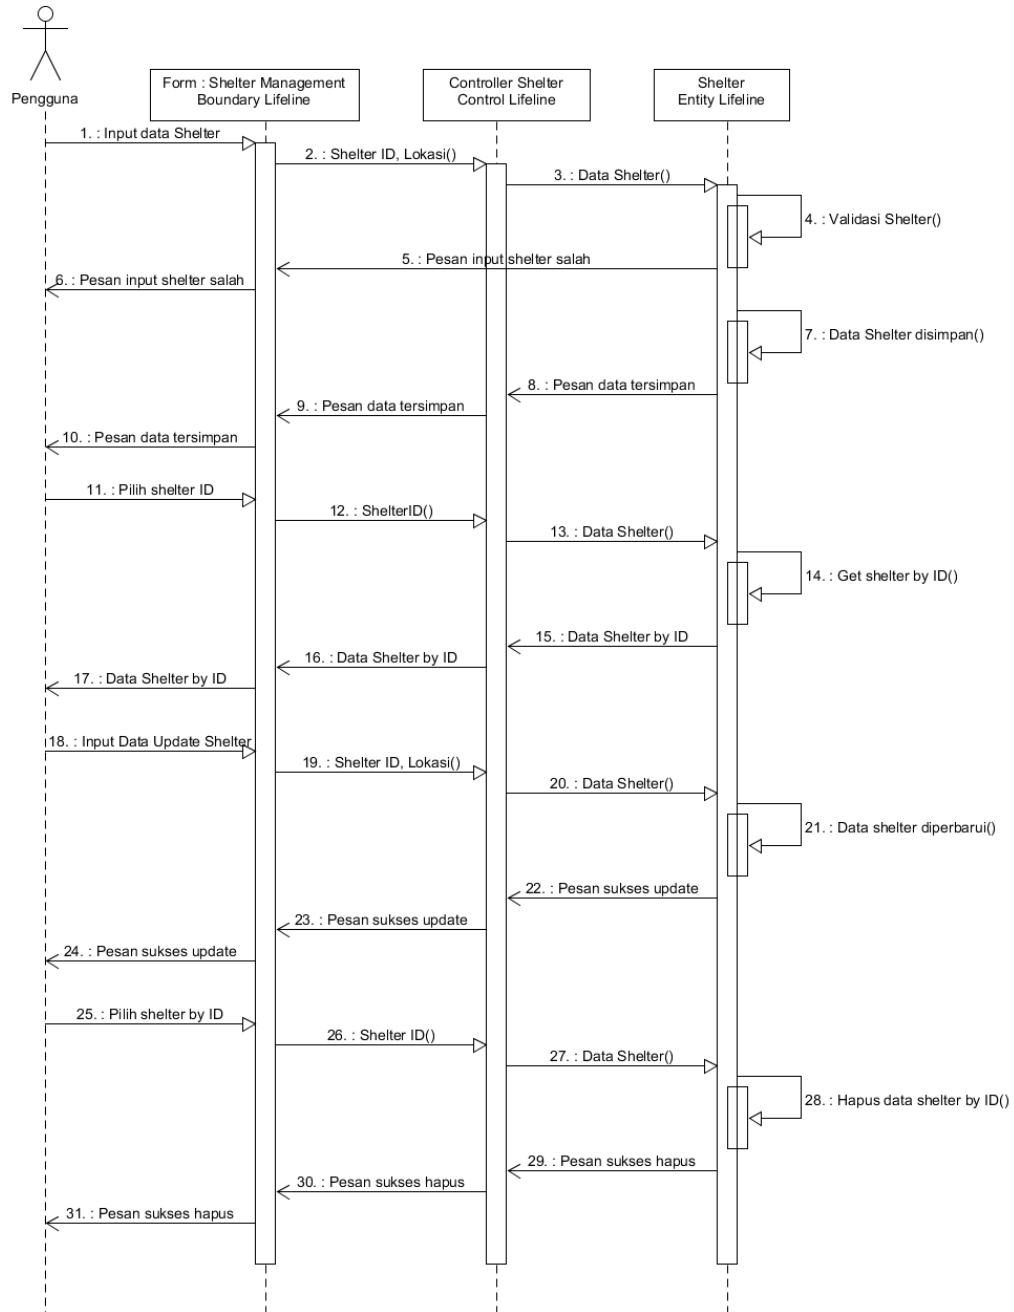 Pengguna
Form : Shelter Management
Boundary Lifeline
Controller Shelter
Control Lifeline
Shelter
Entity Lifeline
1. : Input data Shelter
2. : Shelter ID, Lokasi()
3. : Data Shelter()
4. : Validasi Shelter()
5. : Pesan input shelter salah
6. : Pesan input shelter salah
7. : Data Shelter disimpan()
8. : Pesan data tersimpan
9. : Pesan data tersimpan
10. : Pesan data tersimpan
11. : Pilih shelter ID
12. : ShelterID()
13. : Data Shelter()
14. : Get shelter by ID()
15. : Data Shelter by ID
16. : Data Shelter by ID
17. : Data Shelter by ID
18. : Input Data Update Shelter
19. : Shelter ID, Lokasi()
20. : Data Shelter()
21. : Data shelter diperbarui()
22. : Pesan sukses update
23. : Pesan sukses update
24. : Pesan sukses update
25. : Pilih shelter by ID
26. : Shelter ID()
27. : Data Shelter()
28. : Hapus data shelter by ID()
29. : Pesan sukses hapus
30. : Pesan sukses hapus
31. : Pesan sukses hapus